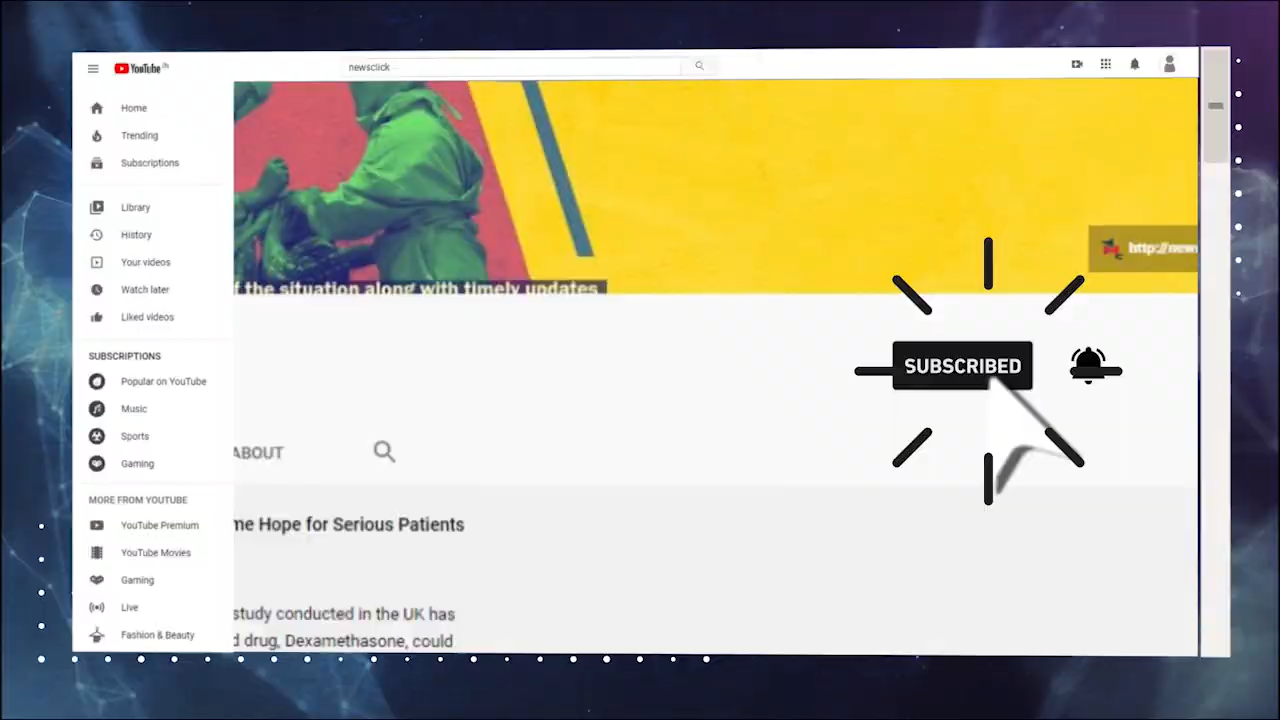 YouTube IN
newsclick
Home
Trending
Subscriptions
Library
History
Your videos
Watch later
Liked videos
SUBSCRIPTIONS
Popular on YouTube
Music
Sports
Gaming
MORE FROM YOUTUBE
YouTube Premium
YouTube Movies
Gaming
Live
Fashion & Beauty
f the situation along with timely updates
http://new
SUBSCRIBED
ABOUT
me Hope for Serious Patients
study conducted in the UK has
d drug, Dexamethasone, could